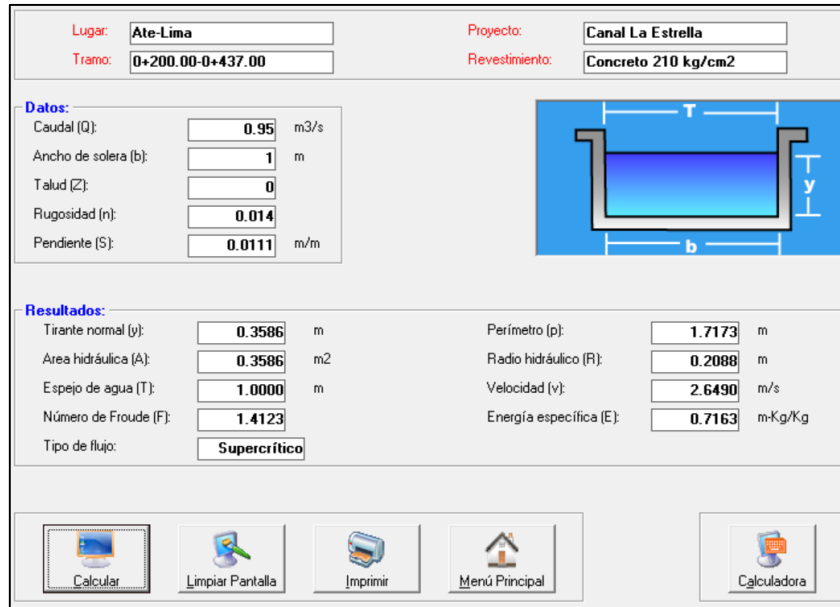 Lugar: Ate-Lima Proyecto: Canal La Estrella
Tramo: 0+200.00-0+437.00 Revestimiento: Concreto 210 kg/cm2
Datos:
Caudal (Q): 0.95 m3/s
Ancho de solera (b): 1 m
Talud (Z): 0
Rugosidad (n): 0.014
Pendiente (S): 0.0111 m/m
T
y
b
Resultados:
Tirante normal (y): 0.3586 m Perímetro (p): 1.7173 m
Area hidráulica (A): 0.3586 m2 Radio hidráulico (R): 0.2088 m
Espejo de agua (T): 1.0000 m Velocidad (v): 2.6490 m/s
Número de Froude (F): 1.4123 Energía específica (E): 0.7163 m-Kg/Kg
Tipo de flujo: Supercrítico
Calcular Limpiar Pantalla Imprimir Menú Principal Calculadora